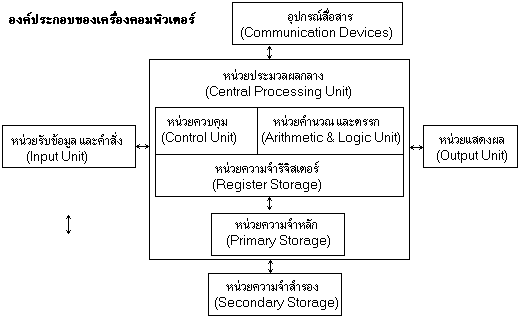 องค์ประกอบของเครื่องคอมพิวเตอร์
อุปกรณ์สื่อสาร
(Communication Devices)
หน่วยประมวลผลกลาง
(Central Processing Unit)
หน่วยควบคุม
(Control Unit)
หน่วยคำนวณ และตรรก
(Arithmetic & Logic Unit)
หน่วยรับข้อมูล และคำสั่ง
(Input Unit)
หน่วยแสดงผล
(Output Unit)
หน่วยความจำรีจิสเตอร์
(Register Storage)
หน่วยความจำหลัก
(Primary Storage)
หน่วยความจำสำรอง
(Secondary Storage)